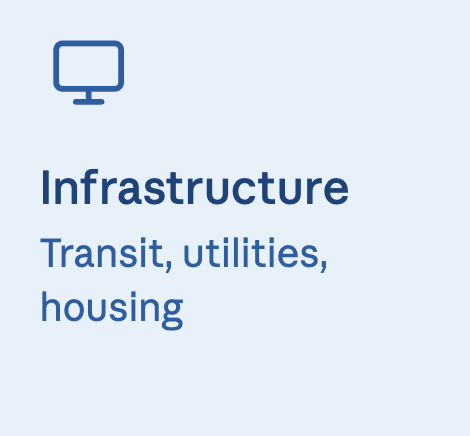 Infrastructure
Transit, utilities,
housing